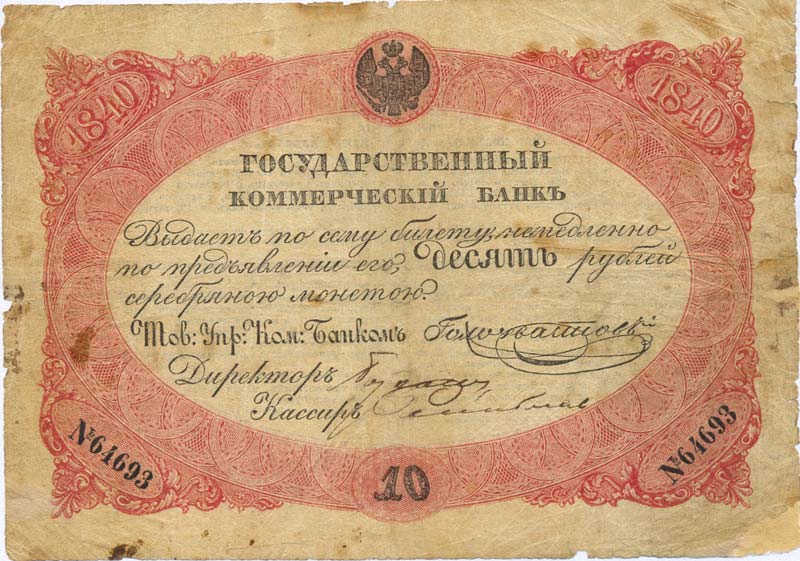 1840 1840
ГОСУДАРСТВЕННЫЙ
КОММЕРЧЕСКІЙ БАНКЪ
Выдастъ по сему билету, немедленно
по предъявленіи его, десять рублей
серебряною монетою.
Тов: Упр: Ком: Банкомъ
Директоръ
Кассиръ
№64693 10 №64693